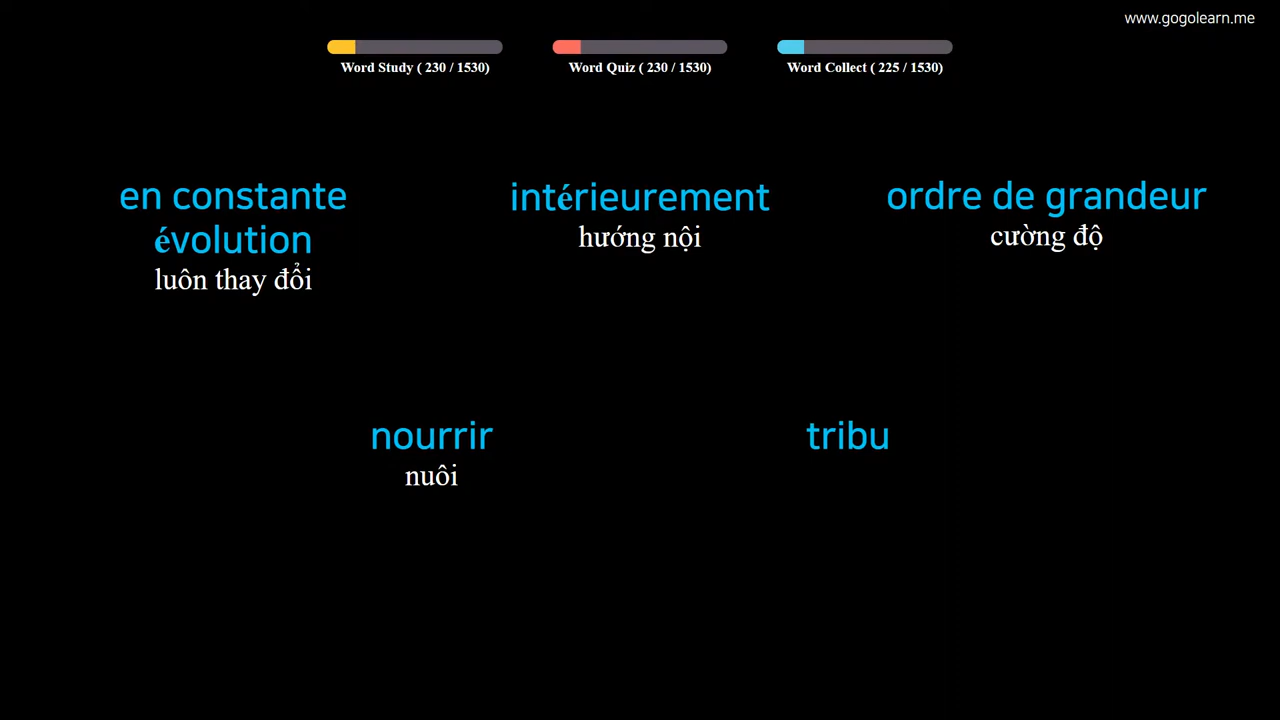 www.gogolearn.me
Word Study ( 230 / 1530)
Word Quiz ( 230 / 1530)
Word Collect ( 225 / 1530)
en constante
évolution
luôn thay đổi
intérieurement
hướng nội
ordre de grandeur
cường độ
nourrir
nuôi
tribu